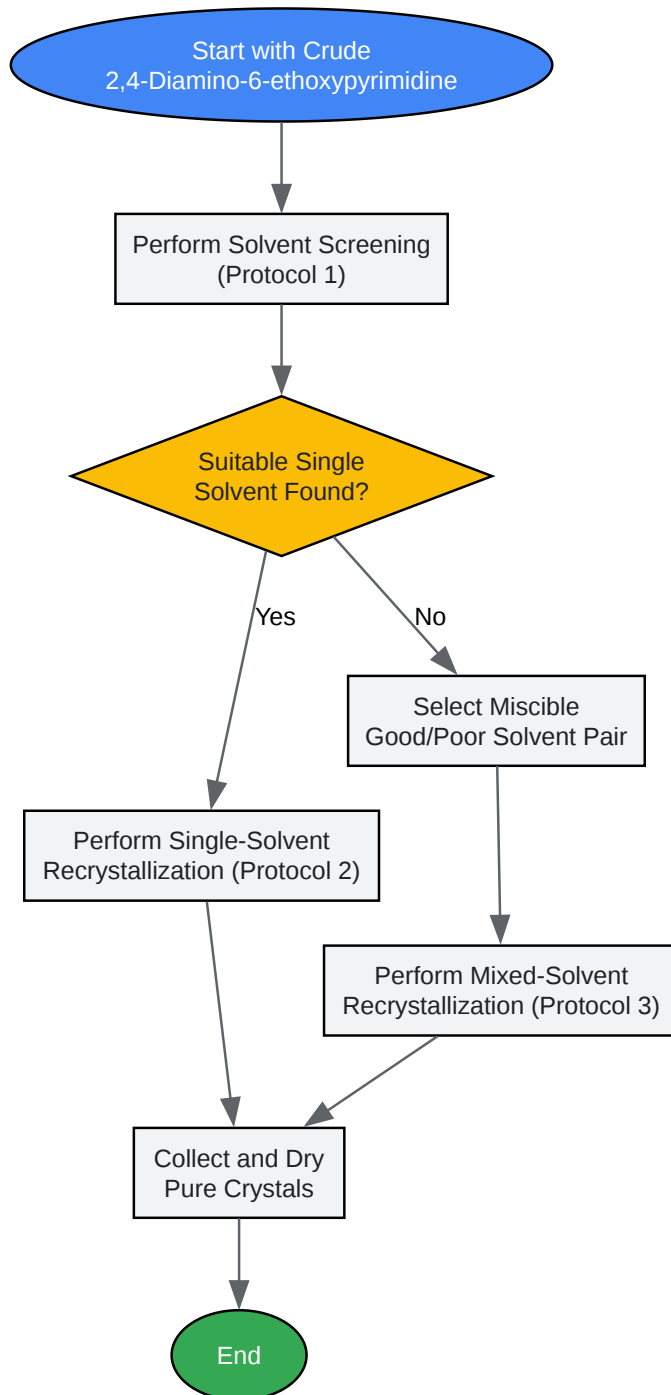 Start with Crude
2,4-Diamino-6-ethoxypyrimidine
Perform Solvent Screening
(Protocol 1)
Suitable Single
Solvent Found?
Yes
No
Select Miscible
Good/Poor Solvent Pair
Perform Single-Solvent
Recrystallization (Protocol 2)
Perform Mixed-Solvent
Recrystallization (Protocol 3)
Collect and Dry
Pure Crystals
End